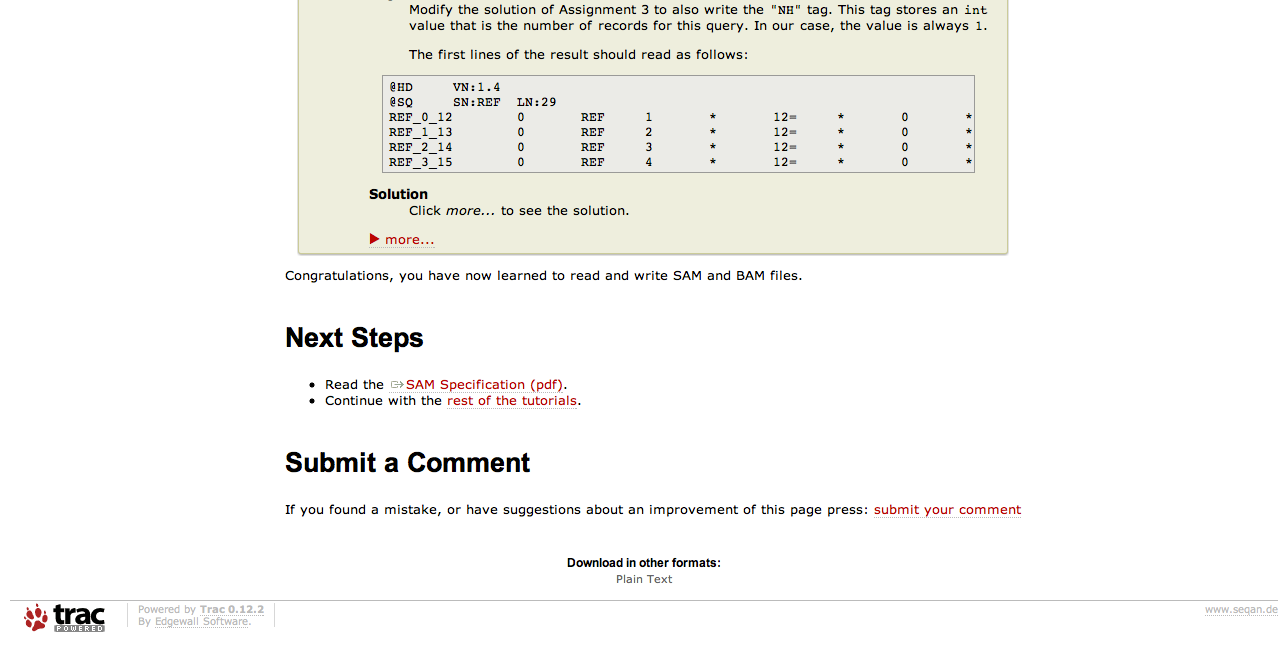 Modify the solution of Assignment 3 to also write the "NH" tag. This tag stores an int
value that is the number of records for this query. In our case, the value is always 1.
The first lines of the result should read as follows:
@HD VN:1.4
@SQ SN:REF LN:29
REF_0_12 0 REF 1 * 12= * 0 *
REF_1_13 0 REF 2 * 12= * 0 *
REF_2_14 0 REF 3 * 12= * 0 *
REF_3_15 0 REF 4 * 12= * 0 *
Solution
Click more... to see the solution.
more...
Congratulations, you have now learned to read and write SAM and BAM files.
Next Steps
• Read the SAM Specification (pdf).
• Continue with the rest of the tutorials.
Submit a Comment
If you found a mistake, or have suggestions about an improvement of this page press: submit your comment
Download in other formats:
Plain Text
trac
POWERED
Powered by Trac 0.12.2
By Edgewall Software.
www.seqan.de